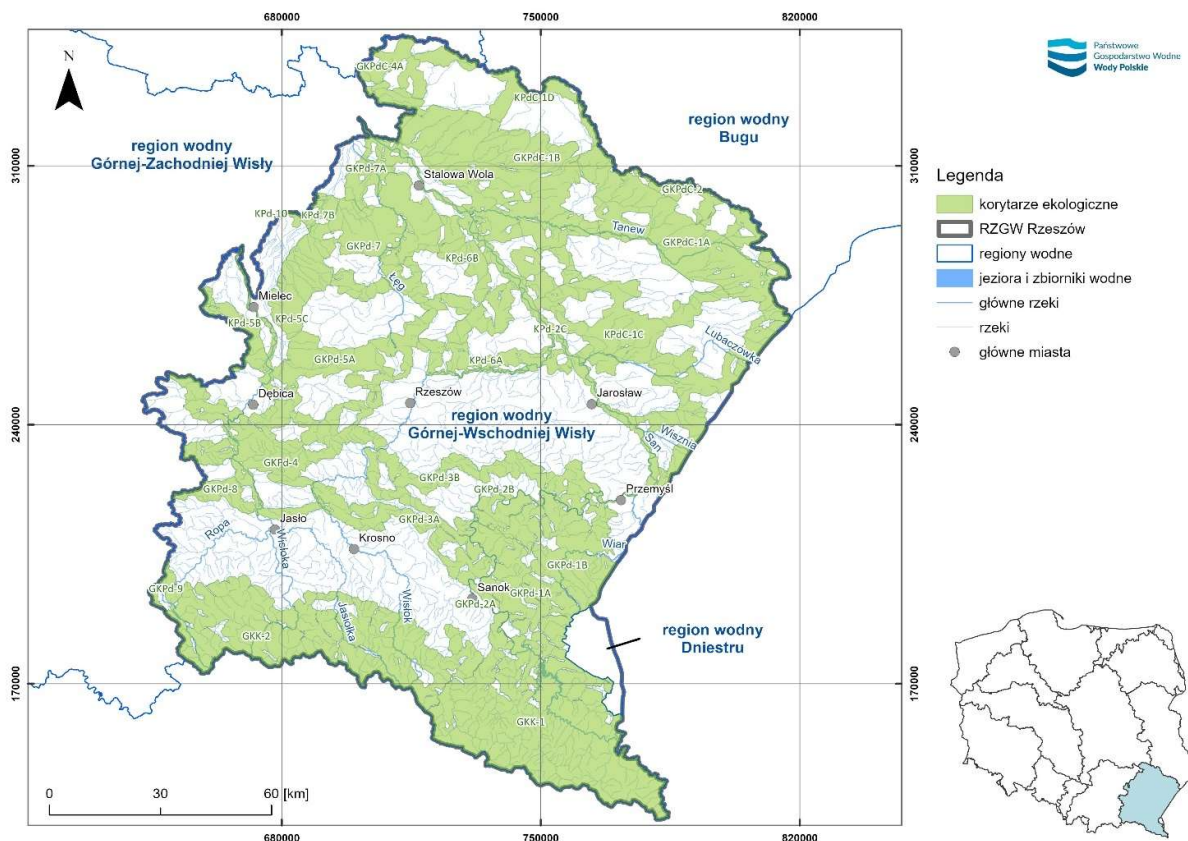 680000
750000
820000
Państwowe
Gospodarstwo Wodne
Wody Polskie
N
GKPdC-4A
KPdC-1D
region wodny
Górnej-Zachodniej Wisły
region wodny
Bugu
310000
310000
GKPdC-1B
GKPd-7A
Stalowa Wola
GKPdC-2
KPd-1D
KPd-7B
Tanew
GKPdC-1A
GKPd-7
KPd-6B
Łęg
Mielec
KPd-5B
KPd-5C
KPd-2C
KPdC-1C
Lubaczówka
GKPd-5A
KPd-6A
Dębica
Rzeszów
Jarosław
region wodny
Górnej-Wschodniej Wisły
240000
240000
Wisznia
San
GKPd-4
GKPd-3B
GKPd-8
GKPd-2B
Przemyśl
GKPd-3A
Ropa
Jasło
Wisłoka
Krosno
Wiar
GKPd-1B
GKPd-9
Sanok
GKPd-1A
GKPd-2A
Jasiołka
Wisłok
GKK-2
region wodny
Dniestru
170000
170000
GKK-1
0
30
60 [km]
680000
750000
820000
Legenda
korytarze ekologiczne
RZGW Rzeszów
regiony wodne
jeziora i zbiorniki wodne
główne rzeki
rzeki
główne miasta